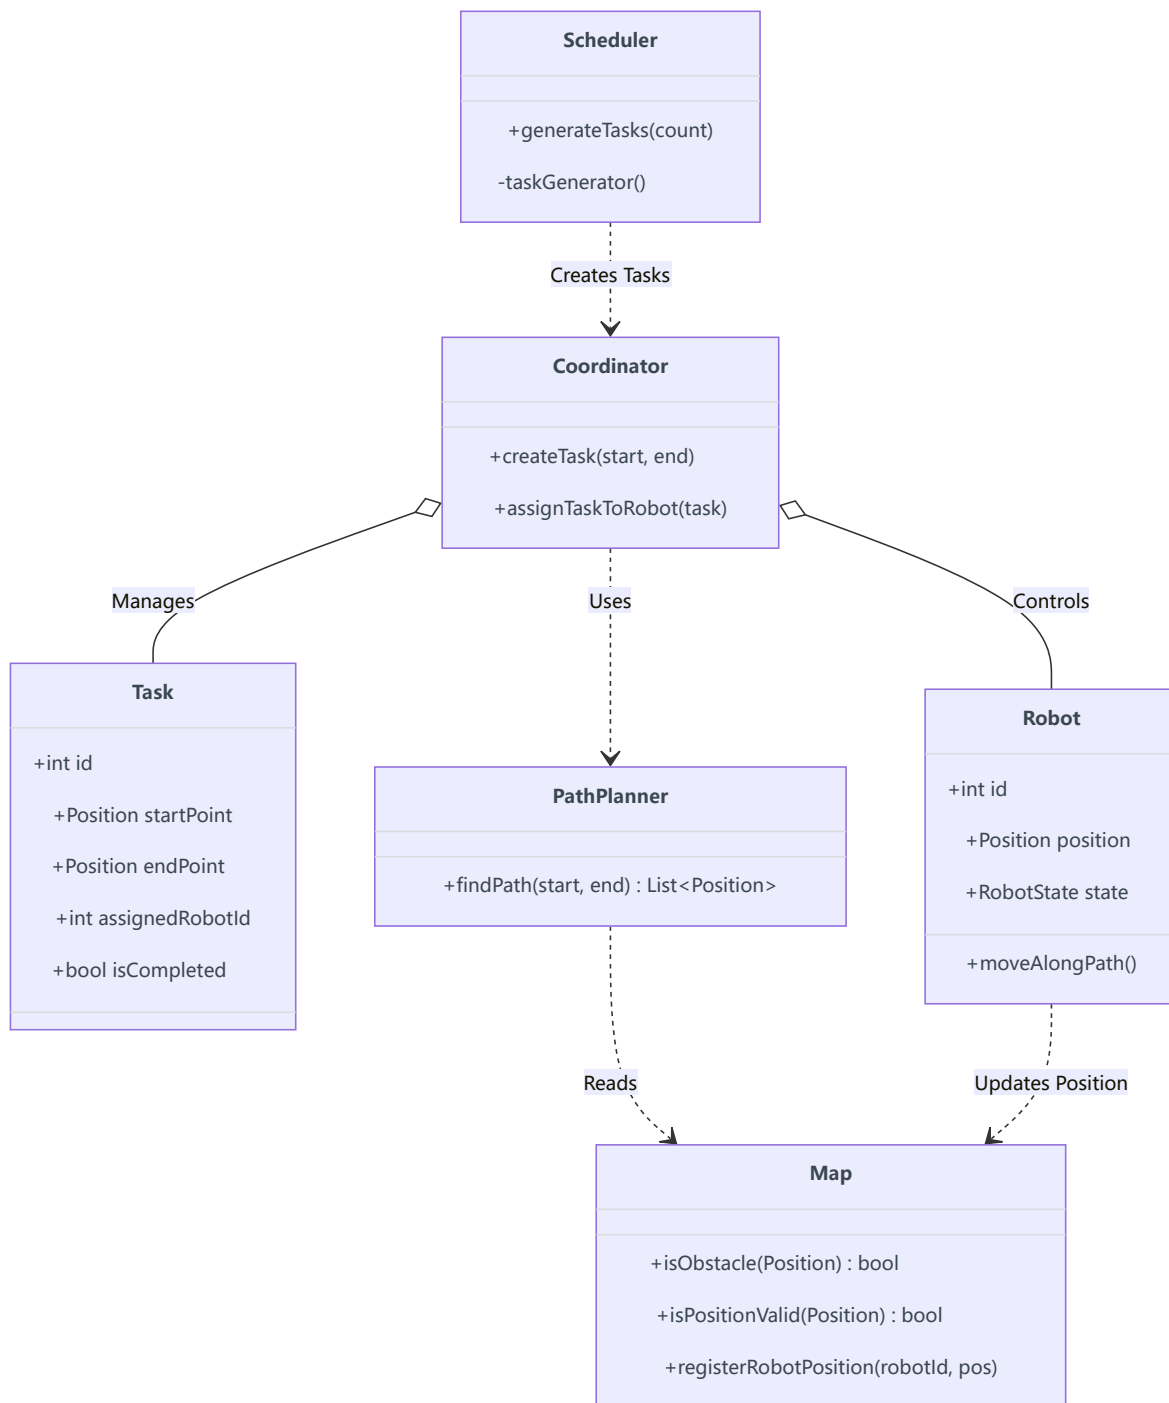 Scheduler
+generateTasks(count)
-taskGenerator()
Creates Tasks
Coordinator
+createTask(start, end)
+assignTaskToRobot(task)
Manages
Uses
Controls
Task
+int id
+Position startPoint
+Position endPoint
+int assignedRobotId
+bool isCompleted
PathPlanner
+findPath(start, end) : List<Position>
Robot
+int id
+Position position
+RobotState state
+moveAlongPath()
Reads
Updates Position
Map
+isObstacle(Position) : bool
+isPositionValid(Position) : bool
+registerRobotPosition(robotId, pos)